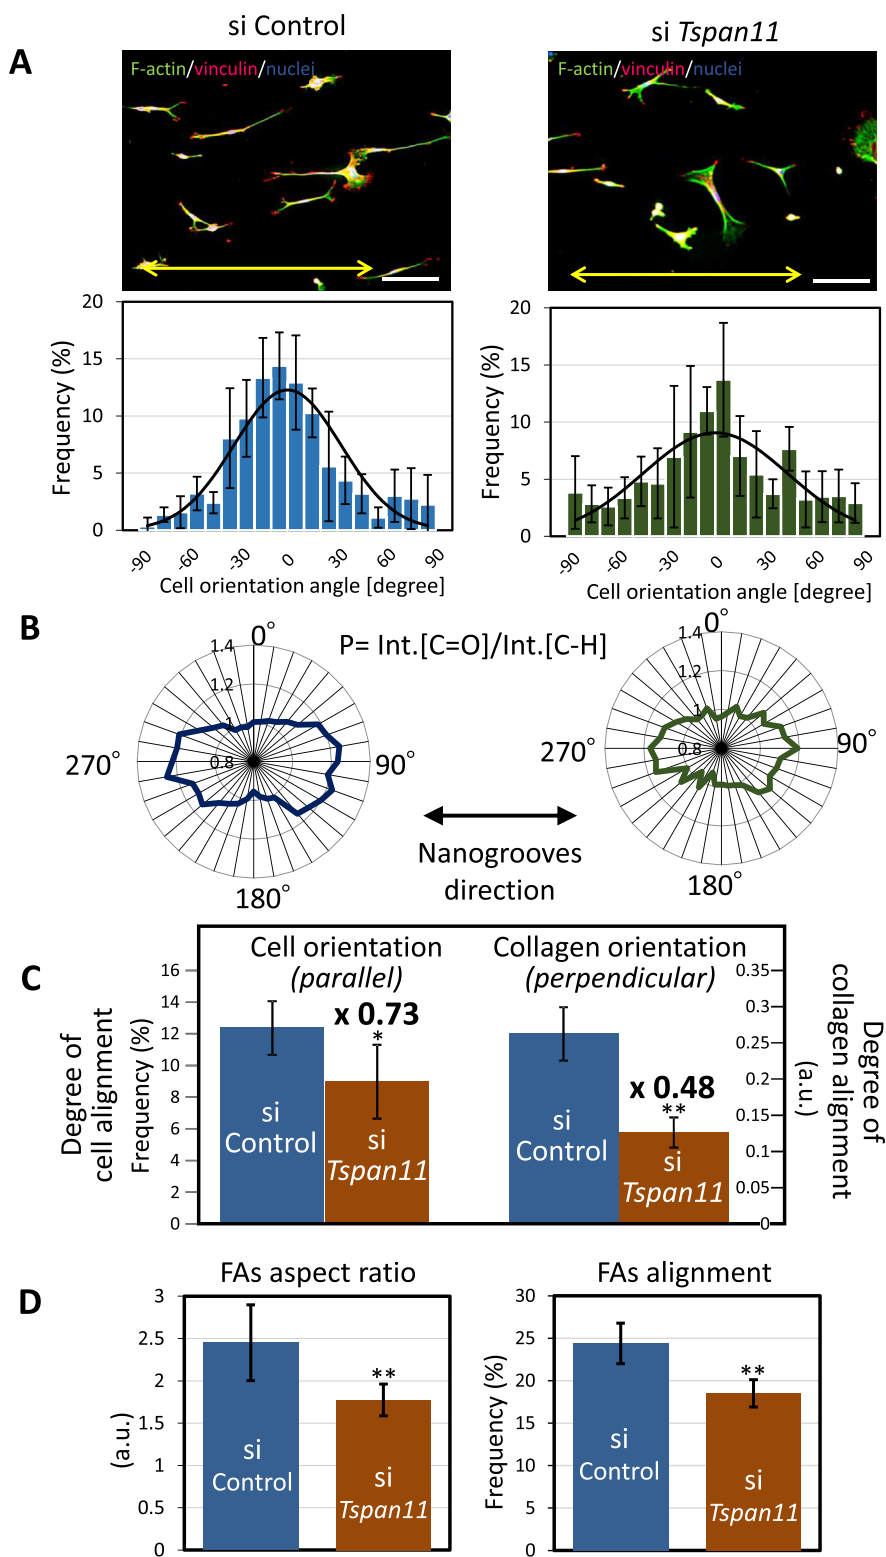 si Control
si Tspan11
A
F-actin/vinculin/nuclei
F-actin/vinculin/nuclei
20
15
10
5
0
Frequency (%)
-90
-60
-30
0
30
60
90
Cell orientation angle [degree]
20
15
10
5
0
Frequency (%)
-90
-60
-30
0
30
60
90
Cell orientation angle [degree]
B
P= Int.[C=O]/Int.[C-H]
0°
1.4
1.2
1
0.8
270°
90°
180°
0°
1.4
1.2
1
0.8
270°
90°
180°
Nanogrooves
direction
C
Cell orientation
(parallel)
Collagen orientation
(perpendicular)
Degree of
cell alignment
Frequency (%)
16
14
12
10
8
6
4
2
0
x 0.73
*
si
Control
si
Tspan11
x 0.48
**
si
Control
si
Tspan11
0.35
0.3
0.25
0.2
0.15
0.1
0.05
0
Degree of
collagen alignment
(a.u.)
D
FAs aspect ratio
(a.u.)
3
2.5
2
1.5
1
0.5
0
**
si
Control
si
Tspan11
FAs alignment
Frequency (%)
30
25
20
15
10
5
0
**
si
Control
si
Tspan11